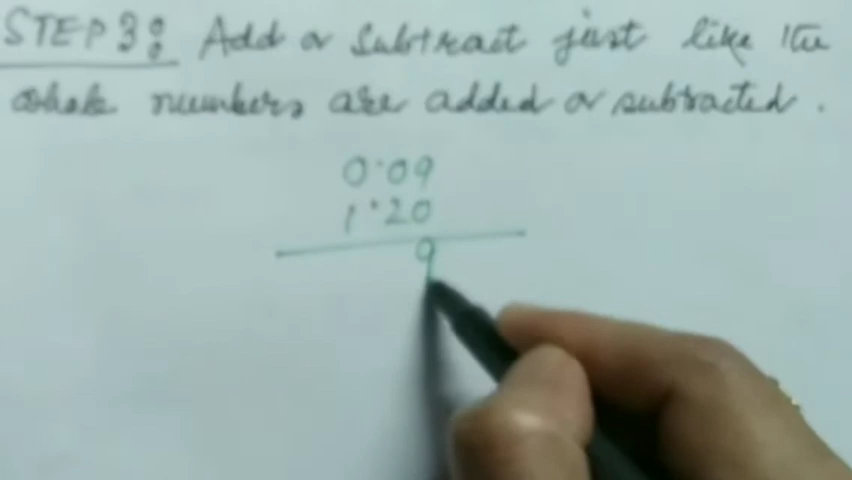 STEP 3: Add or Subtract just like the
whole numbers are added or subtracted.
0.09
1.20
9